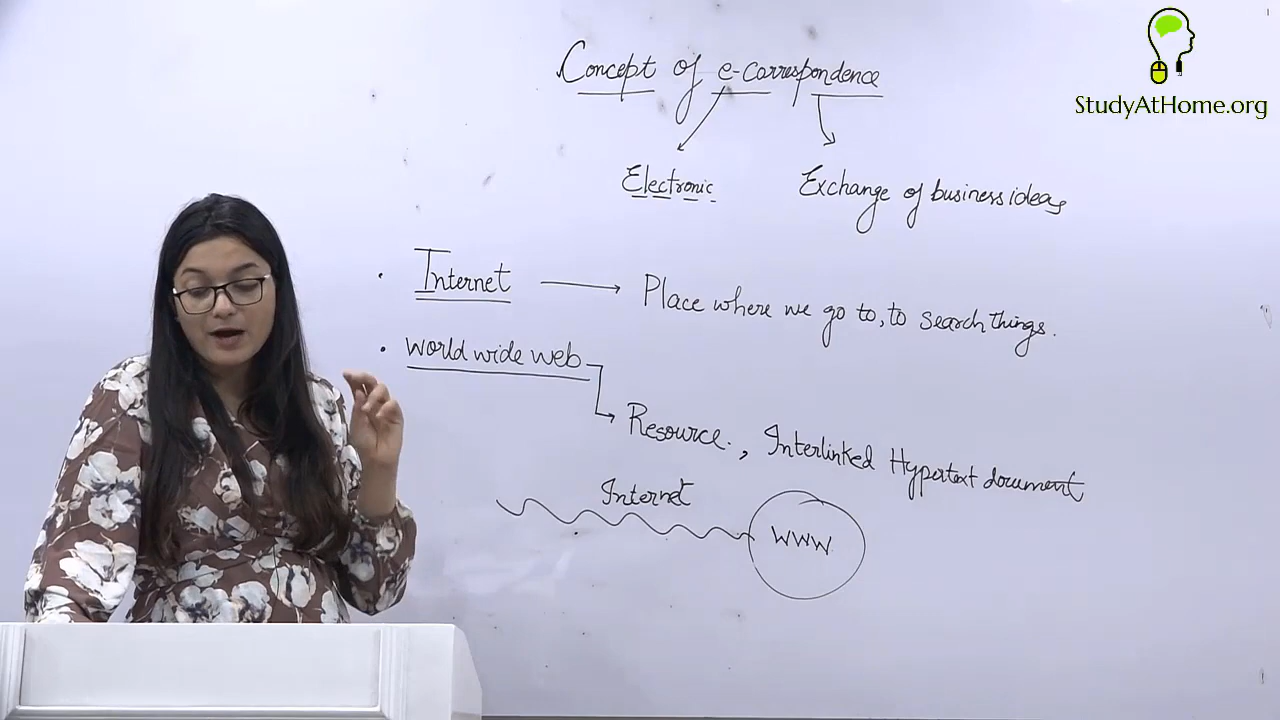 Concept of e-correspondence
StudyAtHome.org
Electronic
Exchange of business ideas
• Internet → Place where we go to, to search things.
• World wide web
Resource. , Interlinked Hypertext document
Internet
WWW